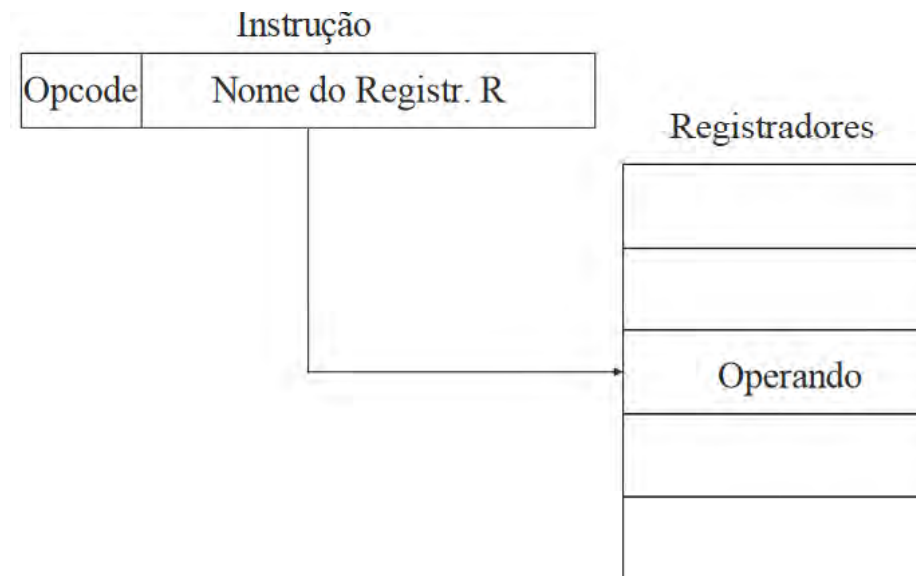 Instrução
Opcode Nome do Registr. R
Registradores
Operando